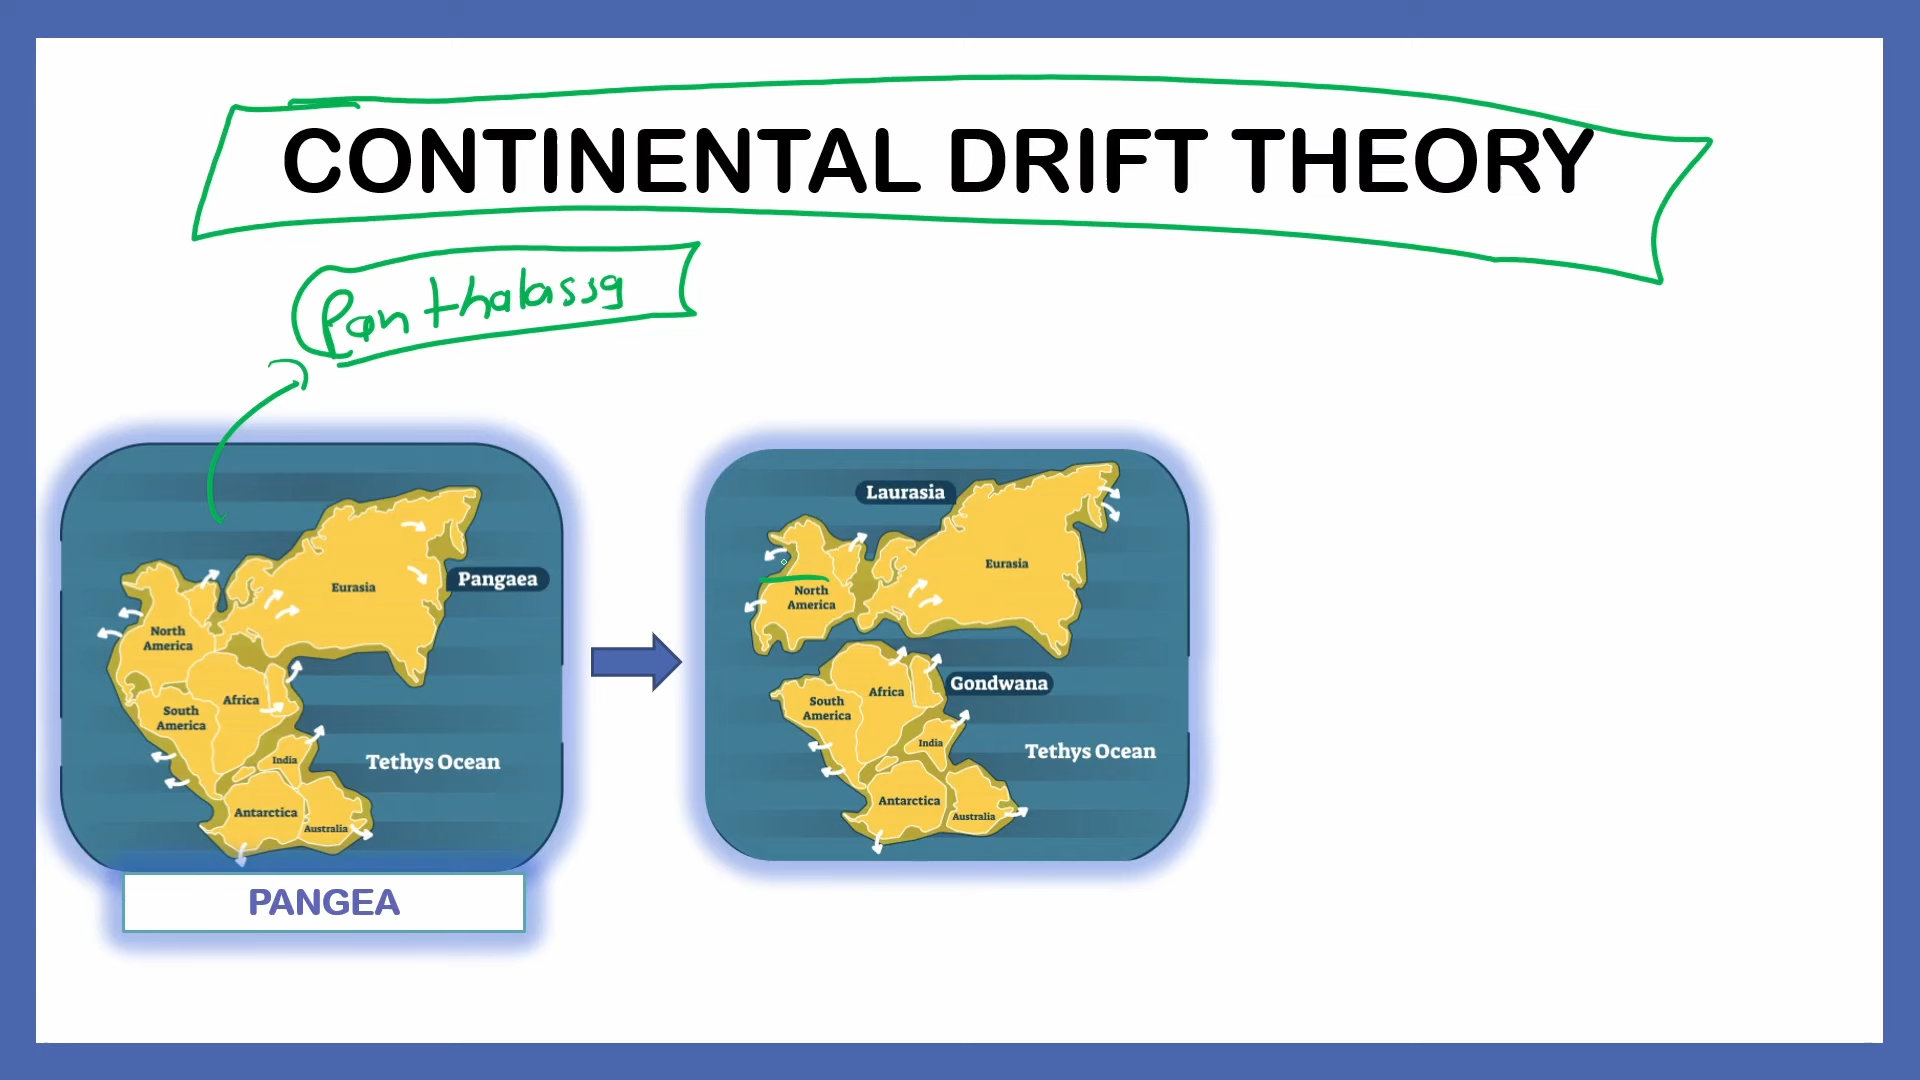 CONTINENTAL DRIFT THEORY
Panthalassa
Eurasia
Pangaea
North
America
Africa
South
America
India
Tethys Ocean
Antarctica
Australia
PANGEA
Laurasia
Eurasia
North
America
Gondwana
Africa
South
America
India
Tethys Ocean
Antarctica
Australia